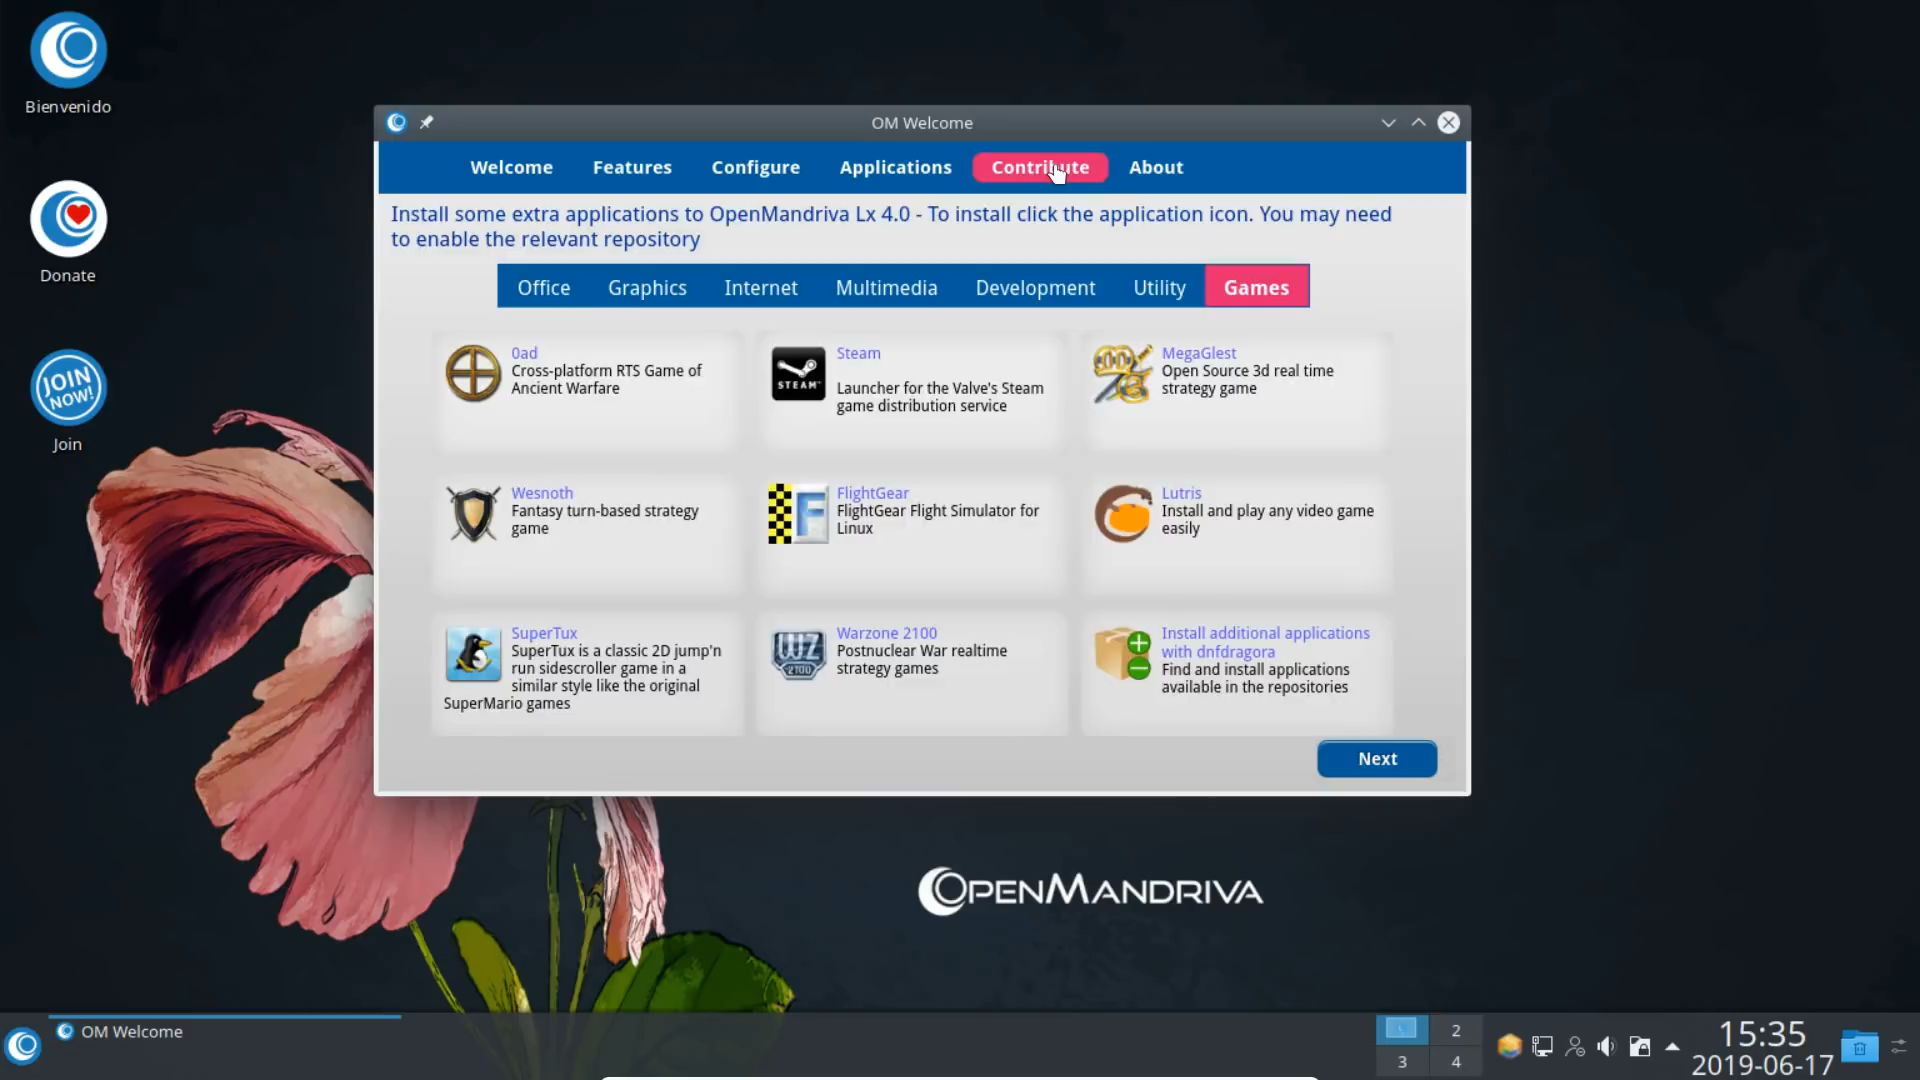 Bienvenido
Donate
JOIN
NOW!
Join
OM Welcome
Welcome
Features
Configure
Applications
Contribute
About
Install some extra applications to OpenMandriva Lx 4.0 - To install click the application icon. You may need
to enable the relevant repository
Office
Graphics
Internet
Multimedia
Development
Utility
Games
0ad
Cross-platform RTS Game of
Ancient Warfare
STEAM™
Steam
Launcher for the Valve's Steam
game distribution service
MegaGlest
Open Source 3d real time
strategy game
Wesnoth
Fantasy turn-based strategy
game
F
FlightGear
FlightGear Flight Simulator for
Linux
Lutris
Install and play any video game
easily
SuperTux
SuperTux is a classic 2D jump'n
run sidescroller game in a
similar style like the original
SuperMario games
WZ
2100
Warzone 2100
Postnuclear War realtime
strategy games
Install additional applications
with dnfdragora
Find and install applications
available in the repositories
Next
OPENMANDRIVA
OM Welcome
2
3
4
15:35
2019-06-17